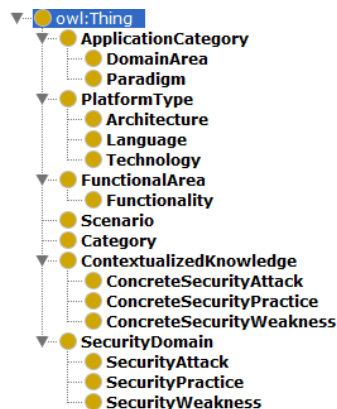 owl:Thing
ApplicationCategory
DomainArea
Paradigm
PlatformType
Architecture
Language
Technology
FunctionalArea
Functionality
Scenario
Category
ContextualizedKnowledge
ConcreteSecurityAttack
ConcreteSecurityPractice
ConcreteSecurityWeakness
SecurityDomain
SecurityAttack
SecurityPractice
SecurityWeakness